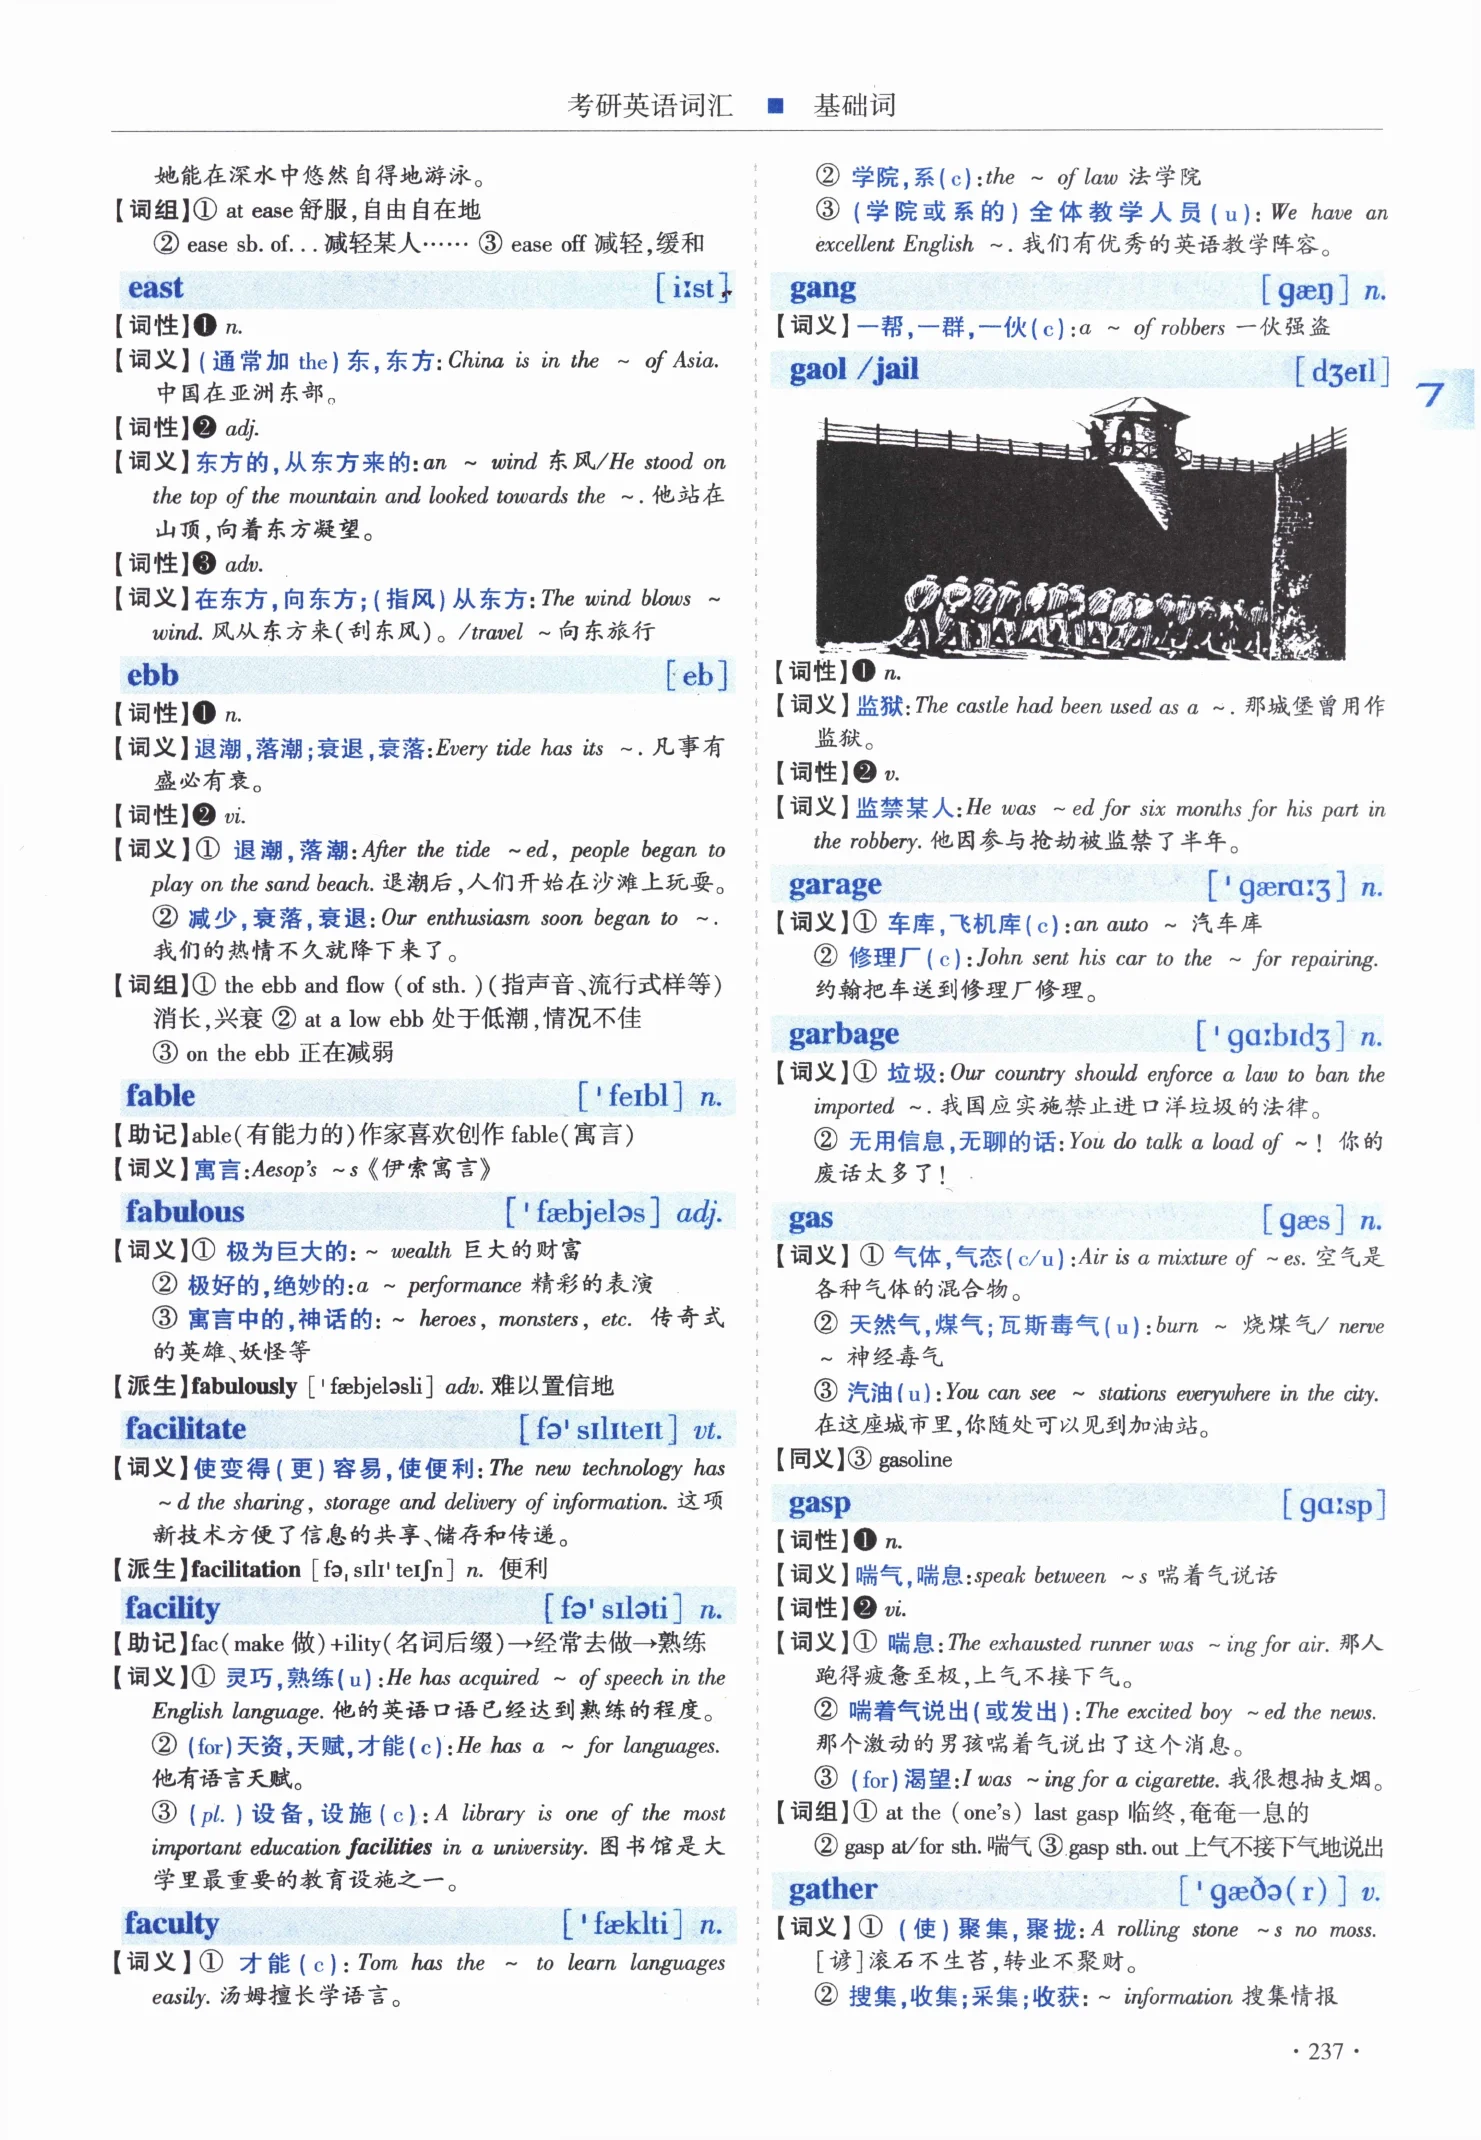 考研英语词汇 ■ 基础词
她能在深水中悠然自得地游泳。
【词组】① at ease 舒服,自由自在地
② ease sb. of... 减轻某人…… ③ ease off 减轻,缓和
east [iːst]
【词性】❶ n.
【词义】(通常加 the) 东,东方: China is in the ~ of Asia.
中国在亚洲东部。
【词性】❷ adj.
【词义】东方的,从东方来的: an ~ wind 东风/He stood on
the top of the mountain and looked towards the ~. 他站在
山顶,向着东方凝望。
【词性】❸ adv.
【词义】在东方,向东方;(指风)从东方: The wind blows ~
wind. 风从东方来(刮东风)。/travel ~ 向东旅行
ebb [eb]
【词性】❶ n.
【词义】退潮,落潮;衰退,衰落: Every tide has its ~. 凡事有
盛必有衰。
【词性】❷ vi.
【词义】① 退潮,落潮: After the tide ~ed, people began to
play on the sand beach. 退潮后,人们开始在沙滩上玩耍。
② 减少,衰落,衰退: Our enthusiasm soon began to ~.
我们的热情不久就降下来了。
【词组】① the ebb and flow (of sth.)(指声音、流行式样等)
消长,兴衰 ② at a low ebb 处于低潮,情况不佳
③ on the ebb 正在减弱
fable ['feɪbl] n.
【助记】able(有能力的)作家喜欢创作 fable(寓言)
【词义】寓言: Aesop's ~s《伊索寓言》
fabulous ['fæbjeləs] adj.
【词义】① 极为巨大的: ~ wealth 巨大的财富
② 极好的,绝妙的: a ~ performance 精彩的表演
③ 寓言中的,神话的: ~ heroes, monsters, etc. 传奇式
的英雄、妖怪等
【派生】fabulously ['fæbjeləsli] adv. 难以置信地
facilitate [fə'sɪlɪteɪt] vt.
【词义】使变得(更)容易,使便利: The new technology has
~d the sharing, storage and delivery of information. 这项
新技术方便了信息的共享、储存和传递。
【派生】facilitation [fəˌsɪlɪ'teɪʃn] n. 便利
facility [fə'sɪləti] n.
【助记】fac(make 做)+ility(名词后缀)→经常去做→熟练
【词义】① 灵巧,熟练(u): He has acquired ~ of speech in the
English language. 他的英语口语已经达到熟练的程度。
② (for)天资,天赋,才能(c): He has a ~ for languages.
他有语言天赋。
③ (pl.) 设备,设施(c): A library is one of the most
important education facilities in a university. 图书馆是大
学里最重要的教育设施之一。
faculty ['fæklti] n.
【词义】① 才能(c): Tom has the ~ to learn languages
easily. 汤姆擅长学语言。
② 学院,系(c): the ~ of law 法学院
③ (学院或系的)全体教学人员(u): We have an
excellent English ~. 我们有优秀的英语教学阵容。
gang [gæŋ] n.
【词义】一帮,一群,一伙(c): a ~ of robbers 一伙强盗
gaol /jail [dʒeɪl]
7
【词性】❶ n.
【词义】监狱: The castle had been used as a ~. 那城堡曾用作
监狱。
【词性】❷ v.
【词义】监禁某人: He was ~ed for six months for his part in
the robbery. 他因参与抢劫被监禁了半年。
garage ['gærɑːʒ] n.
【词义】① 车库,飞机库(c): an auto ~ 汽车库
② 修理厂(c): John sent his car to the ~ for repairing.
约翰把车送到修理厂修理。
garbage ['gɑːbɪdʒ] n.
【词义】① 垃圾: Our country should enforce a law to ban the
imported ~. 我国应实施禁止进口洋垃圾的法律。
② 无用信息,无聊的话: You do talk a load of ~! 你的
废话太多了!
gas [gæs] n.
【词义】① 气体,气态(c/u): Air is a mixture of ~es. 空气是
各种气体的混合物。
② 天然气,煤气;瓦斯毒气(u): burn ~ 烧煤气/ nerve
~ 神经毒气
③ 汽油(u): You can see ~ stations everywhere in the city.
在这座城市里,你随处可以见到加油站。
【同义】③ gasoline
gasp [gɑːsp]
【词性】❶ n.
【词义】喘气,喘息: speak between ~s 喘着气说话
【词性】❷ vi.
【词义】① 喘息: The exhausted runner was ~ing for air. 那人
跑得疲惫至极,上气不接下气。
② 喘着气说出(或发出): The excited boy ~ed the news.
那个激动的男孩喘着气说出了这个消息。
③ (for)渴望: I was ~ing for a cigarette. 我很想抽支烟。
【词组】① at the (one's) last gasp 临终,奄奄一息的
② gasp at/for sth. 喘气 ③ gasp sth. out 上气不接下气地说出
gather ['gæðə(r)] v.
【词义】① (使)聚集,聚拢: A rolling stone ~s no moss.
[谚]滚石不生苔,转业不聚财。
② 搜集,收集;采集;收获: ~ information 搜集情报
· 237 ·